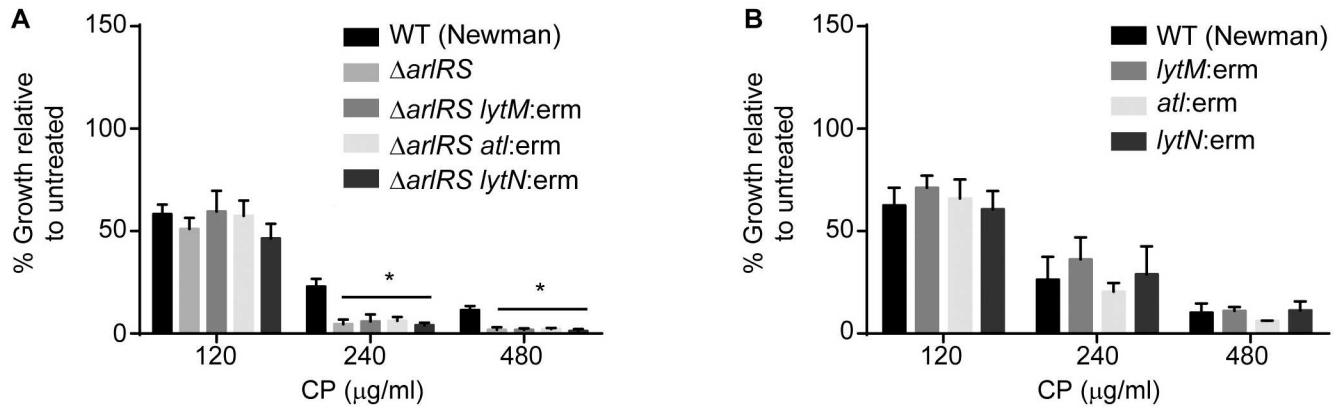 A
150
100
50
0
% Growth relative
to untreated
WT (Newman)
ΔarlRS
ΔarlRS lytM:erm
ΔarlRS atl:erm
ΔarlRS lytN:erm
*
*
120
240
480
CP (μg/ml)
B
150
100
50
0
% Growth relative
to untreated
WT (Newman)
lytM:erm
atl:erm
lytN:erm
120
240
480
CP (μg/ml)